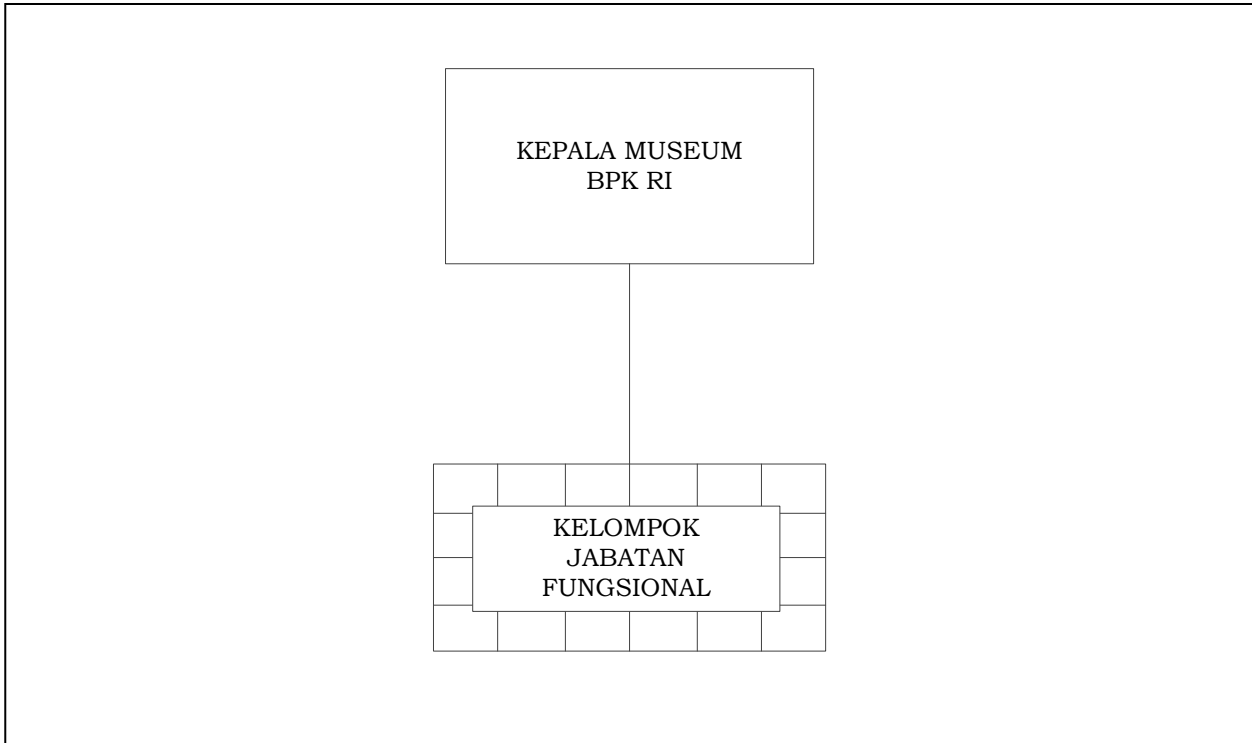 KEPALA MUSEUM
BPK RI
KELOMPOK
JABATAN
FUNGSIONAL